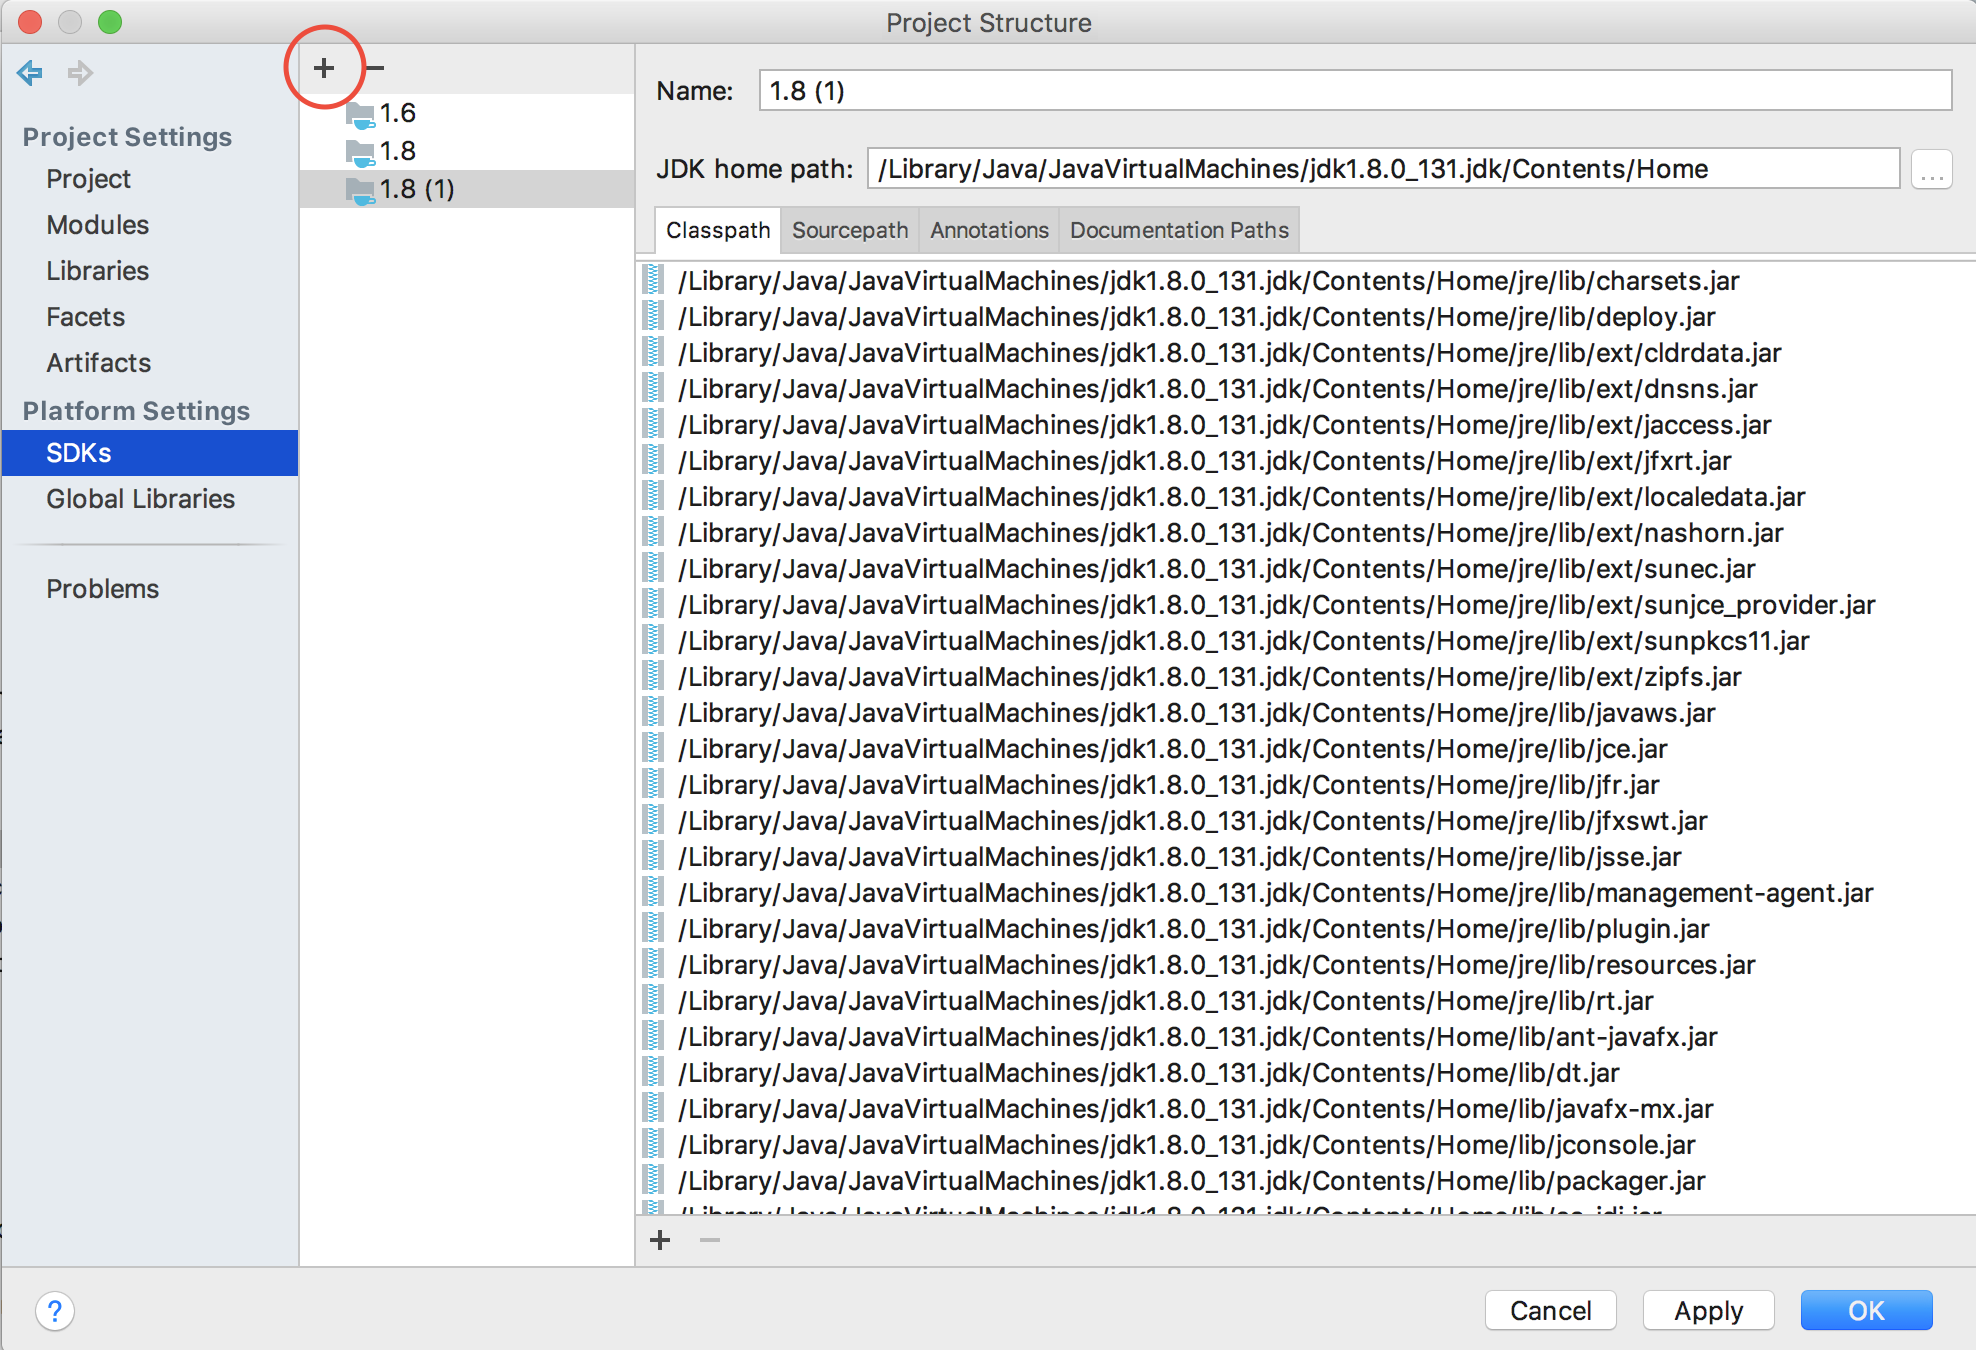 Project Structure
Project Settings
Project
Modules
Libraries
Facets
Artifacts
Platform Settings
SDKs
Global Libraries
Problems
1.6
1.8
1.8 (1)
Name: 1.8 (1)
JDK home path: /Library/Java/JavaVirtualMachines/jdk1.8.0_131.jdk/Contents/Home ...
Classpath Sourcepath Annotations Documentation Paths
/Library/Java/JavaVirtualMachines/jdk1.8.0_131.jdk/Contents/Home/jre/lib/charsets.jar
/Library/Java/JavaVirtualMachines/jdk1.8.0_131.jdk/Contents/Home/jre/lib/deploy.jar
/Library/Java/JavaVirtualMachines/jdk1.8.0_131.jdk/Contents/Home/jre/lib/ext/cldrdata.jar
/Library/Java/JavaVirtualMachines/jdk1.8.0_131.jdk/Contents/Home/jre/lib/ext/dnsns.jar
/Library/Java/JavaVirtualMachines/jdk1.8.0_131.jdk/Contents/Home/jre/lib/ext/jaccess.jar
/Library/Java/JavaVirtualMachines/jdk1.8.0_131.jdk/Contents/Home/jre/lib/ext/jfxrt.jar
/Library/Java/JavaVirtualMachines/jdk1.8.0_131.jdk/Contents/Home/jre/lib/ext/localedata.jar
/Library/Java/JavaVirtualMachines/jdk1.8.0_131.jdk/Contents/Home/jre/lib/ext/nashorn.jar
/Library/Java/JavaVirtualMachines/jdk1.8.0_131.jdk/Contents/Home/jre/lib/ext/sunec.jar
/Library/Java/JavaVirtualMachines/jdk1.8.0_131.jdk/Contents/Home/jre/lib/ext/sunjce_provider.jar
/Library/Java/JavaVirtualMachines/jdk1.8.0_131.jdk/Contents/Home/jre/lib/ext/sunpkcs11.jar
/Library/Java/JavaVirtualMachines/jdk1.8.0_131.jdk/Contents/Home/jre/lib/ext/zipfs.jar
/Library/Java/JavaVirtualMachines/jdk1.8.0_131.jdk/Contents/Home/jre/lib/javaws.jar
/Library/Java/JavaVirtualMachines/jdk1.8.0_131.jdk/Contents/Home/jre/lib/jce.jar
/Library/Java/JavaVirtualMachines/jdk1.8.0_131.jdk/Contents/Home/jre/lib/jfr.jar
/Library/Java/JavaVirtualMachines/jdk1.8.0_131.jdk/Contents/Home/jre/lib/jfxswt.jar
/Library/Java/JavaVirtualMachines/jdk1.8.0_131.jdk/Contents/Home/jre/lib/jsse.jar
/Library/Java/JavaVirtualMachines/jdk1.8.0_131.jdk/Contents/Home/jre/lib/management-agent.jar
/Library/Java/JavaVirtualMachines/jdk1.8.0_131.jdk/Contents/Home/jre/lib/plugin.jar
/Library/Java/JavaVirtualMachines/jdk1.8.0_131.jdk/Contents/Home/jre/lib/resources.jar
/Library/Java/JavaVirtualMachines/jdk1.8.0_131.jdk/Contents/Home/jre/lib/rt.jar
/Library/Java/JavaVirtualMachines/jdk1.8.0_131.jdk/Contents/Home/lib/ant-javafx.jar
/Library/Java/JavaVirtualMachines/jdk1.8.0_131.jdk/Contents/Home/lib/dt.jar
/Library/Java/JavaVirtualMachines/jdk1.8.0_131.jdk/Contents/Home/lib/javafx-mx.jar
/Library/Java/JavaVirtualMachines/jdk1.8.0_131.jdk/Contents/Home/lib/jconsole.jar
/Library/Java/JavaVirtualMachines/jdk1.8.0_131.jdk/Contents/Home/lib/packager.jar
?
Cancel Apply OK